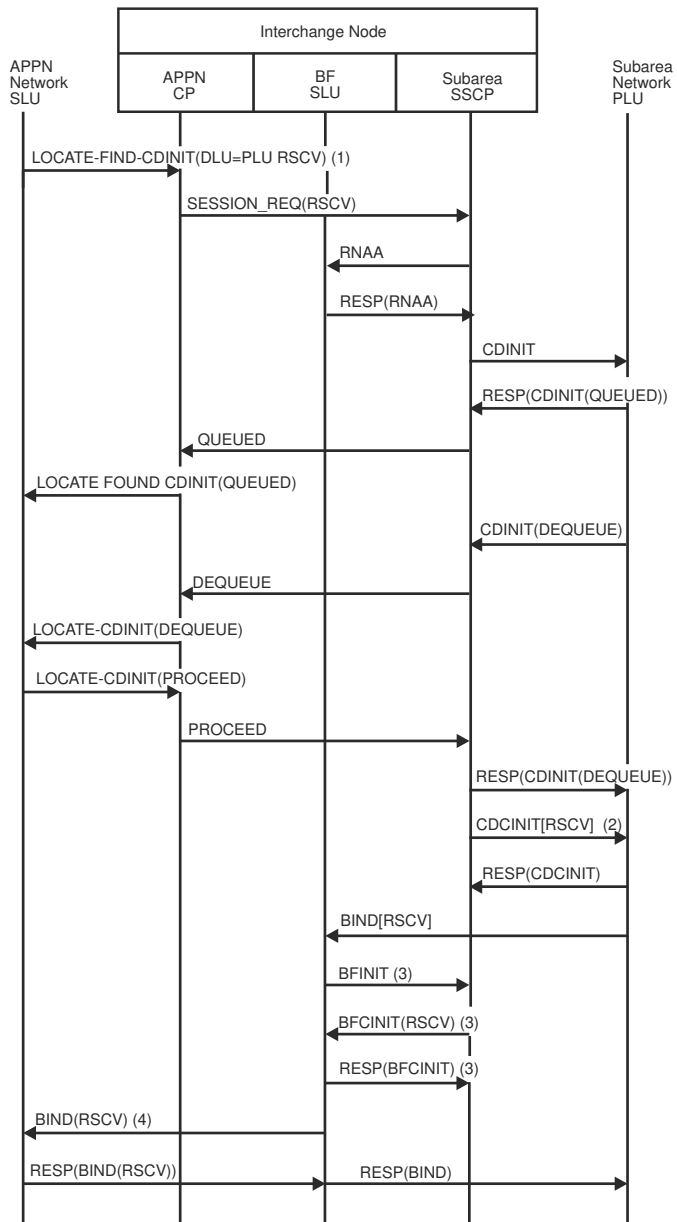 Interchange Node
APPN
Network
SLU
APPN
CP
BF
SLU
Subarea
SSCP
Subarea
Network
PLU
LOCATE-FIND-CDINIT(DLU=PLU RSCV) (1)
SESSION_REQ(RSCV)
RNAA
RESP(RNAA)
CDINIT
RESP(CDINIT(QUEUED))
QUEUED
LOCATE FOUND CDINIT(QUEUED)
CDINIT(DEQUEUE)
DEQUEUE
LOCATE-CDINIT(DEQUEUE)
LOCATE-CDINIT(PROCEED)
PROCEED
RESP(CDINIT(DEQUEUE))
CDCINIT[RSCV] (2)
RESP(CDCINIT)
BIND[RSCV]
BFINIT (3)
BFCINIT(RSCV) (3)
RESP(BFCINIT) (3)
BIND(RSCV) (4)
RESP(BIND(RSCV))
RESP(BIND)